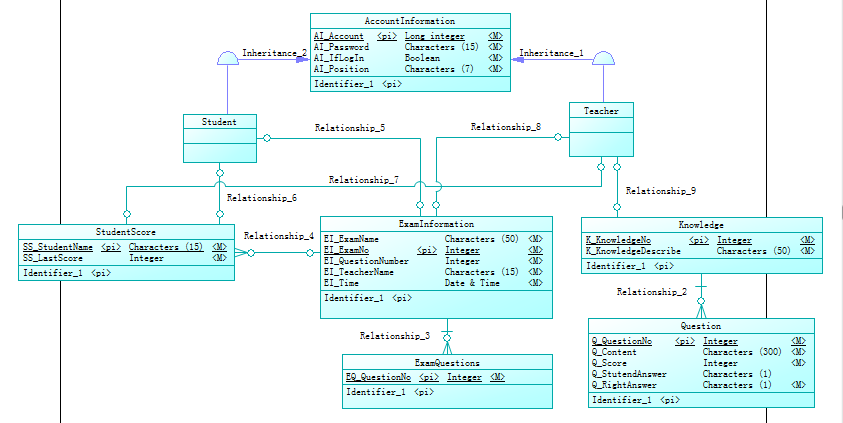 AccountInformation
AI_Account <pi> Long integer <M>
AI_Password Characters (15) <M>
AI_IfLogIn Boolean <M>
AI_Position Characters (7) <M>
Identifier_1 <pi>
Inheritance_2
Inheritance_1
Student
Teacher
Relationship_5
Relationship_8
Relationship_7
Relationship_6
Relationship_9
StudentScore
SS_StudentName <pi> Characters (15) <M>
SS_LastScore Integer <M>
Identifier_1 <pi>
Relationship_4
ExamInformation
EI_ExamName Characters (50) <M>
EI_ExamNo <pi> Integer <M>
EI_QuestionNumber Integer <M>
EI_TeacherName Characters (15) <M>
EI_Time Date & Time <M>
Identifier_1 <pi>
Knowledge
K_KnowledgeNo <pi> Integer <M>
K_KnowledgeDescribe Characters (50) <M>
Identifier_1 <pi>
Relationship_2
Relationship_3
ExamQuestions
EQ_QuestionNo <pi> Integer <M>
Identifier_1 <pi>
Question
Q_QuestionNo <pi> Integer <M>
Q_Content Characters (300) <M>
Q_Score Integer <M>
Q_StutendAnswer Characters (1)
Q_RightAnswer Characters (1) <M>
Identifier_1 <pi>